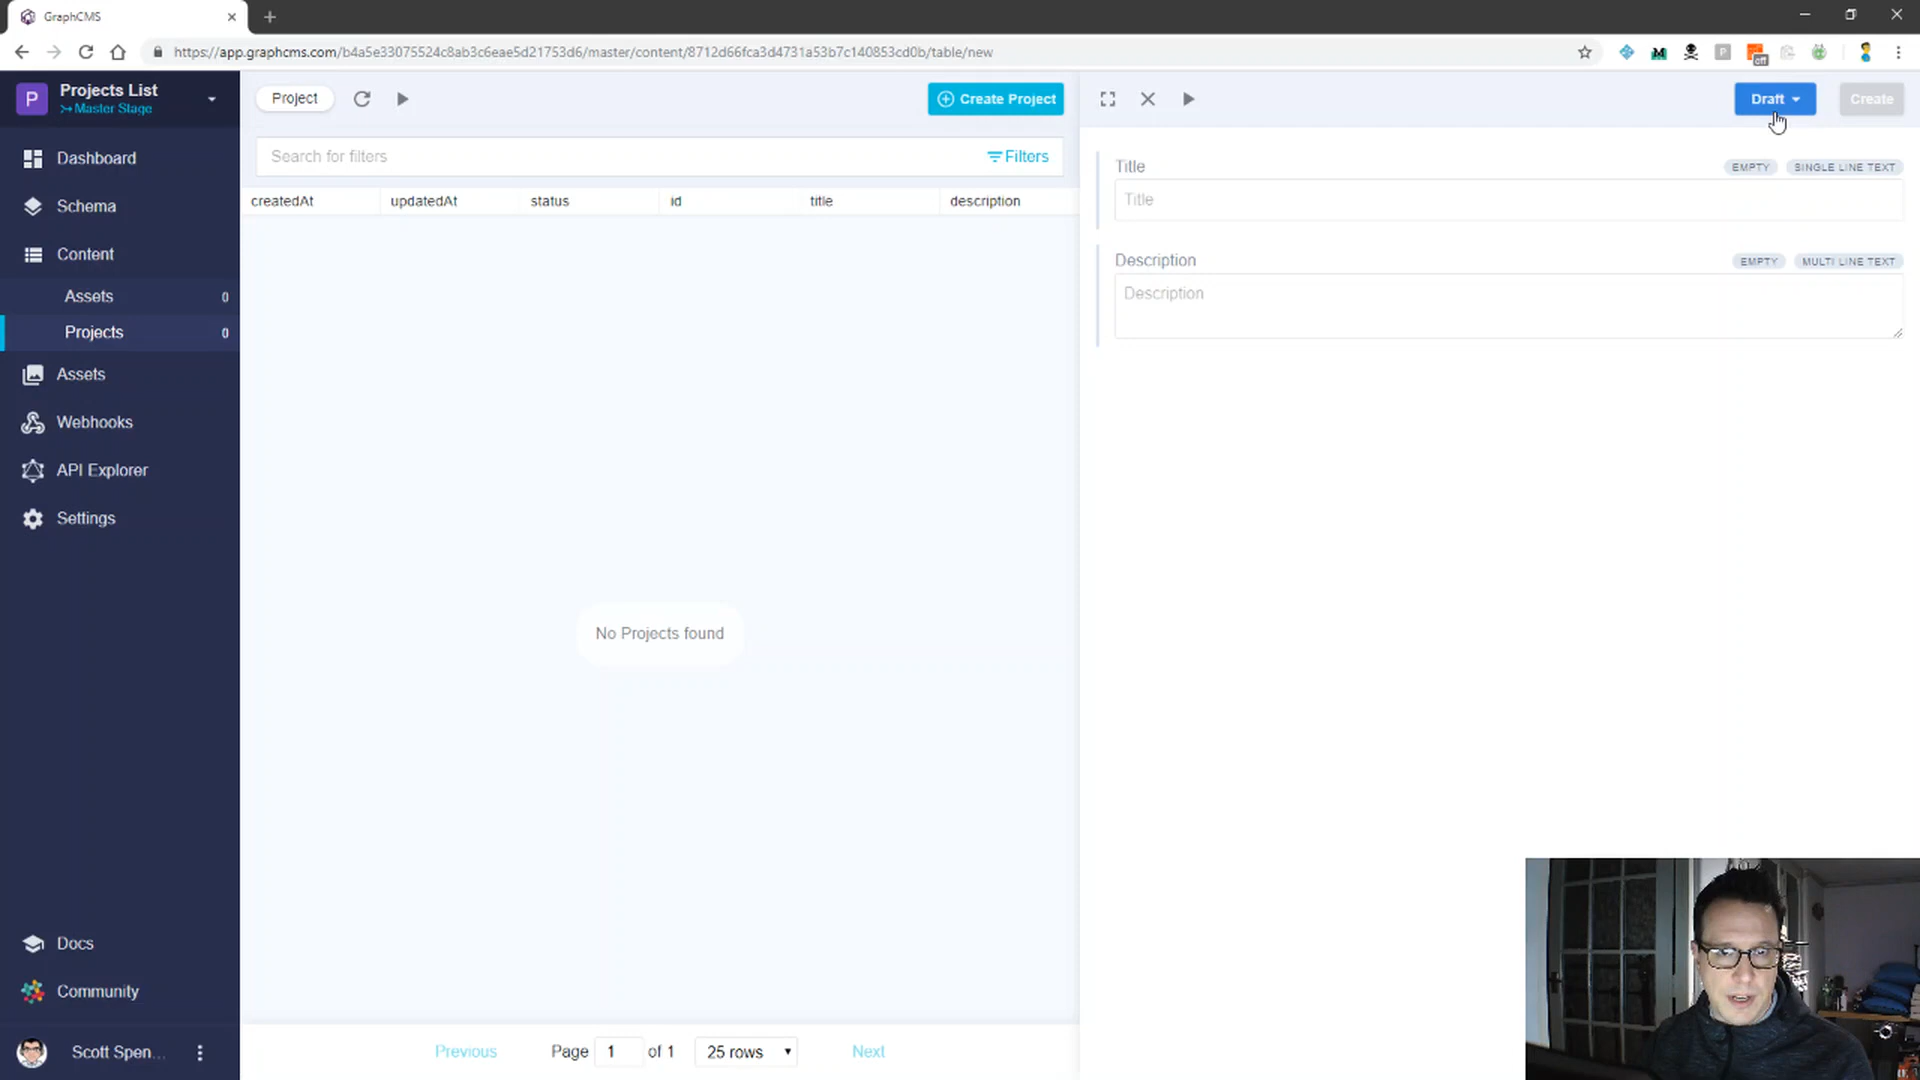 GraphCMS
https://app.graphcms.com/b4a5e33075524c8ab3c6eae5d21753d6/master/content/8712d66fca3d4731a53b7c140853cd0b/table/new
off
P
Projects List
Master Stage
Dashboard
Schema
Content
Assets 0
Projects 0
Assets
Webhooks
API Explorer
Settings
Docs
Community
Scott Spen...
Project
Create Project
Search for filters
Filters
createdAt updatedAt status id title description
No Projects found
Previous Page 1 of 1 25 rows Next
Draft Create
Title EMPTY SINGLE LINE TEXT
Title
Description EMPTY MULTI LINE TEXT
Description